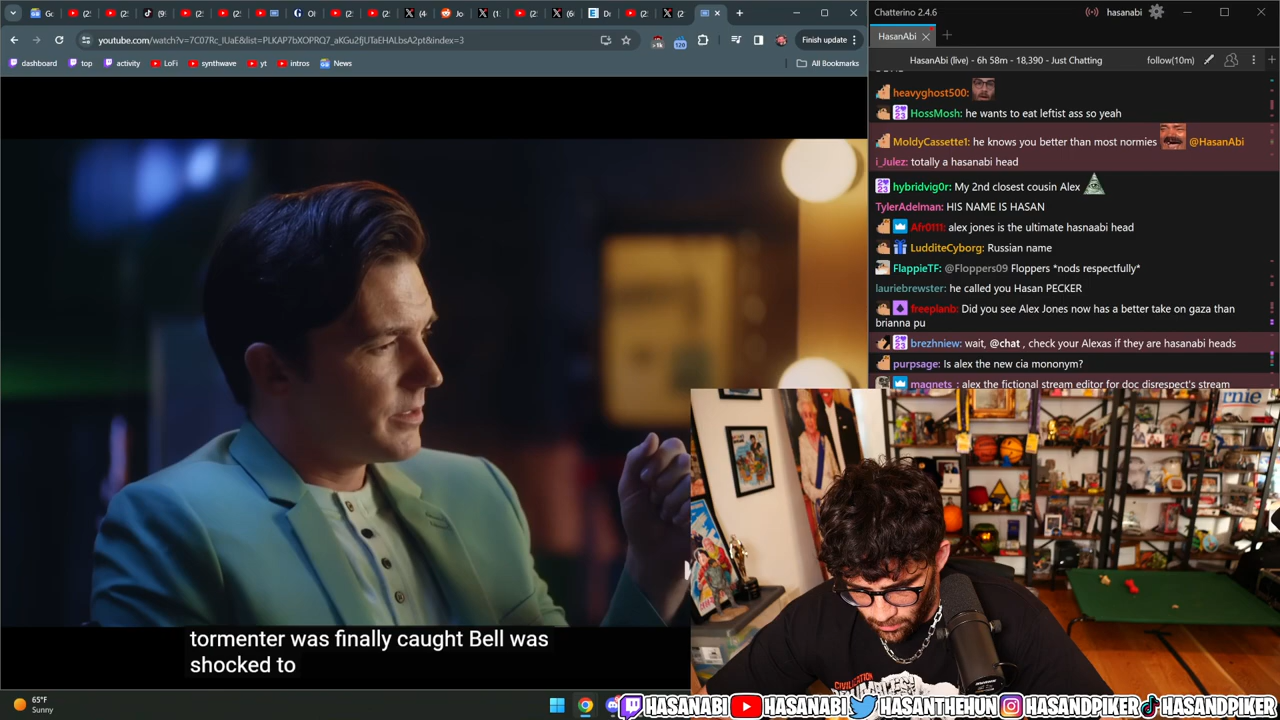 Chatterino 2.4.6
hasanabi
HasanAbi
Finish update
youtube.com/watch?v=7C07Rc_IUaE&list=PLKAP7bXOPRQ7_aKGu2fjUTaEHALbsA2pt&index=3
dashboard
top
activity
LoFi
synthwave
yt
intros
News
All Bookmarks
HasanAbi (live) - 6h 58m - 18,390 - Just Chatting
follow(10m)
heavyghost500:
HossMosh: he wants to eat leftist ass so yeah
MoldyCassette1: he knows you better than most normies @HasanAbi
i_Julez: totally a hasanabi head
hybridvig0r: My 2nd closest cousin Alex
TylerAdelman: HIS NAME IS HASAN
Afr0111: alex jones is the ultimate hasnaabi head
LudditeCyborg: Russian name
FlappieTF: @Floppers09 Floppers *nods respectfully*
lauriebrewster: he called you Hasan PECKER
freeplanb: Did you see Alex Jones now has a better take on gaza than
brianna pu
brezhniew: wait, @chat , check your Alexas if they are hasanabi heads
purpsage: Is alex the new cia mononym?
magnets_: alex the fictional stream editor for doc disrespect's stream
rnie
tormenter was finally caught Bell was
shocked to
65°F
Sunny
HASANABI
HASANABI
HASANTHEHUN
HASANDPIKER
HASANDPIKER